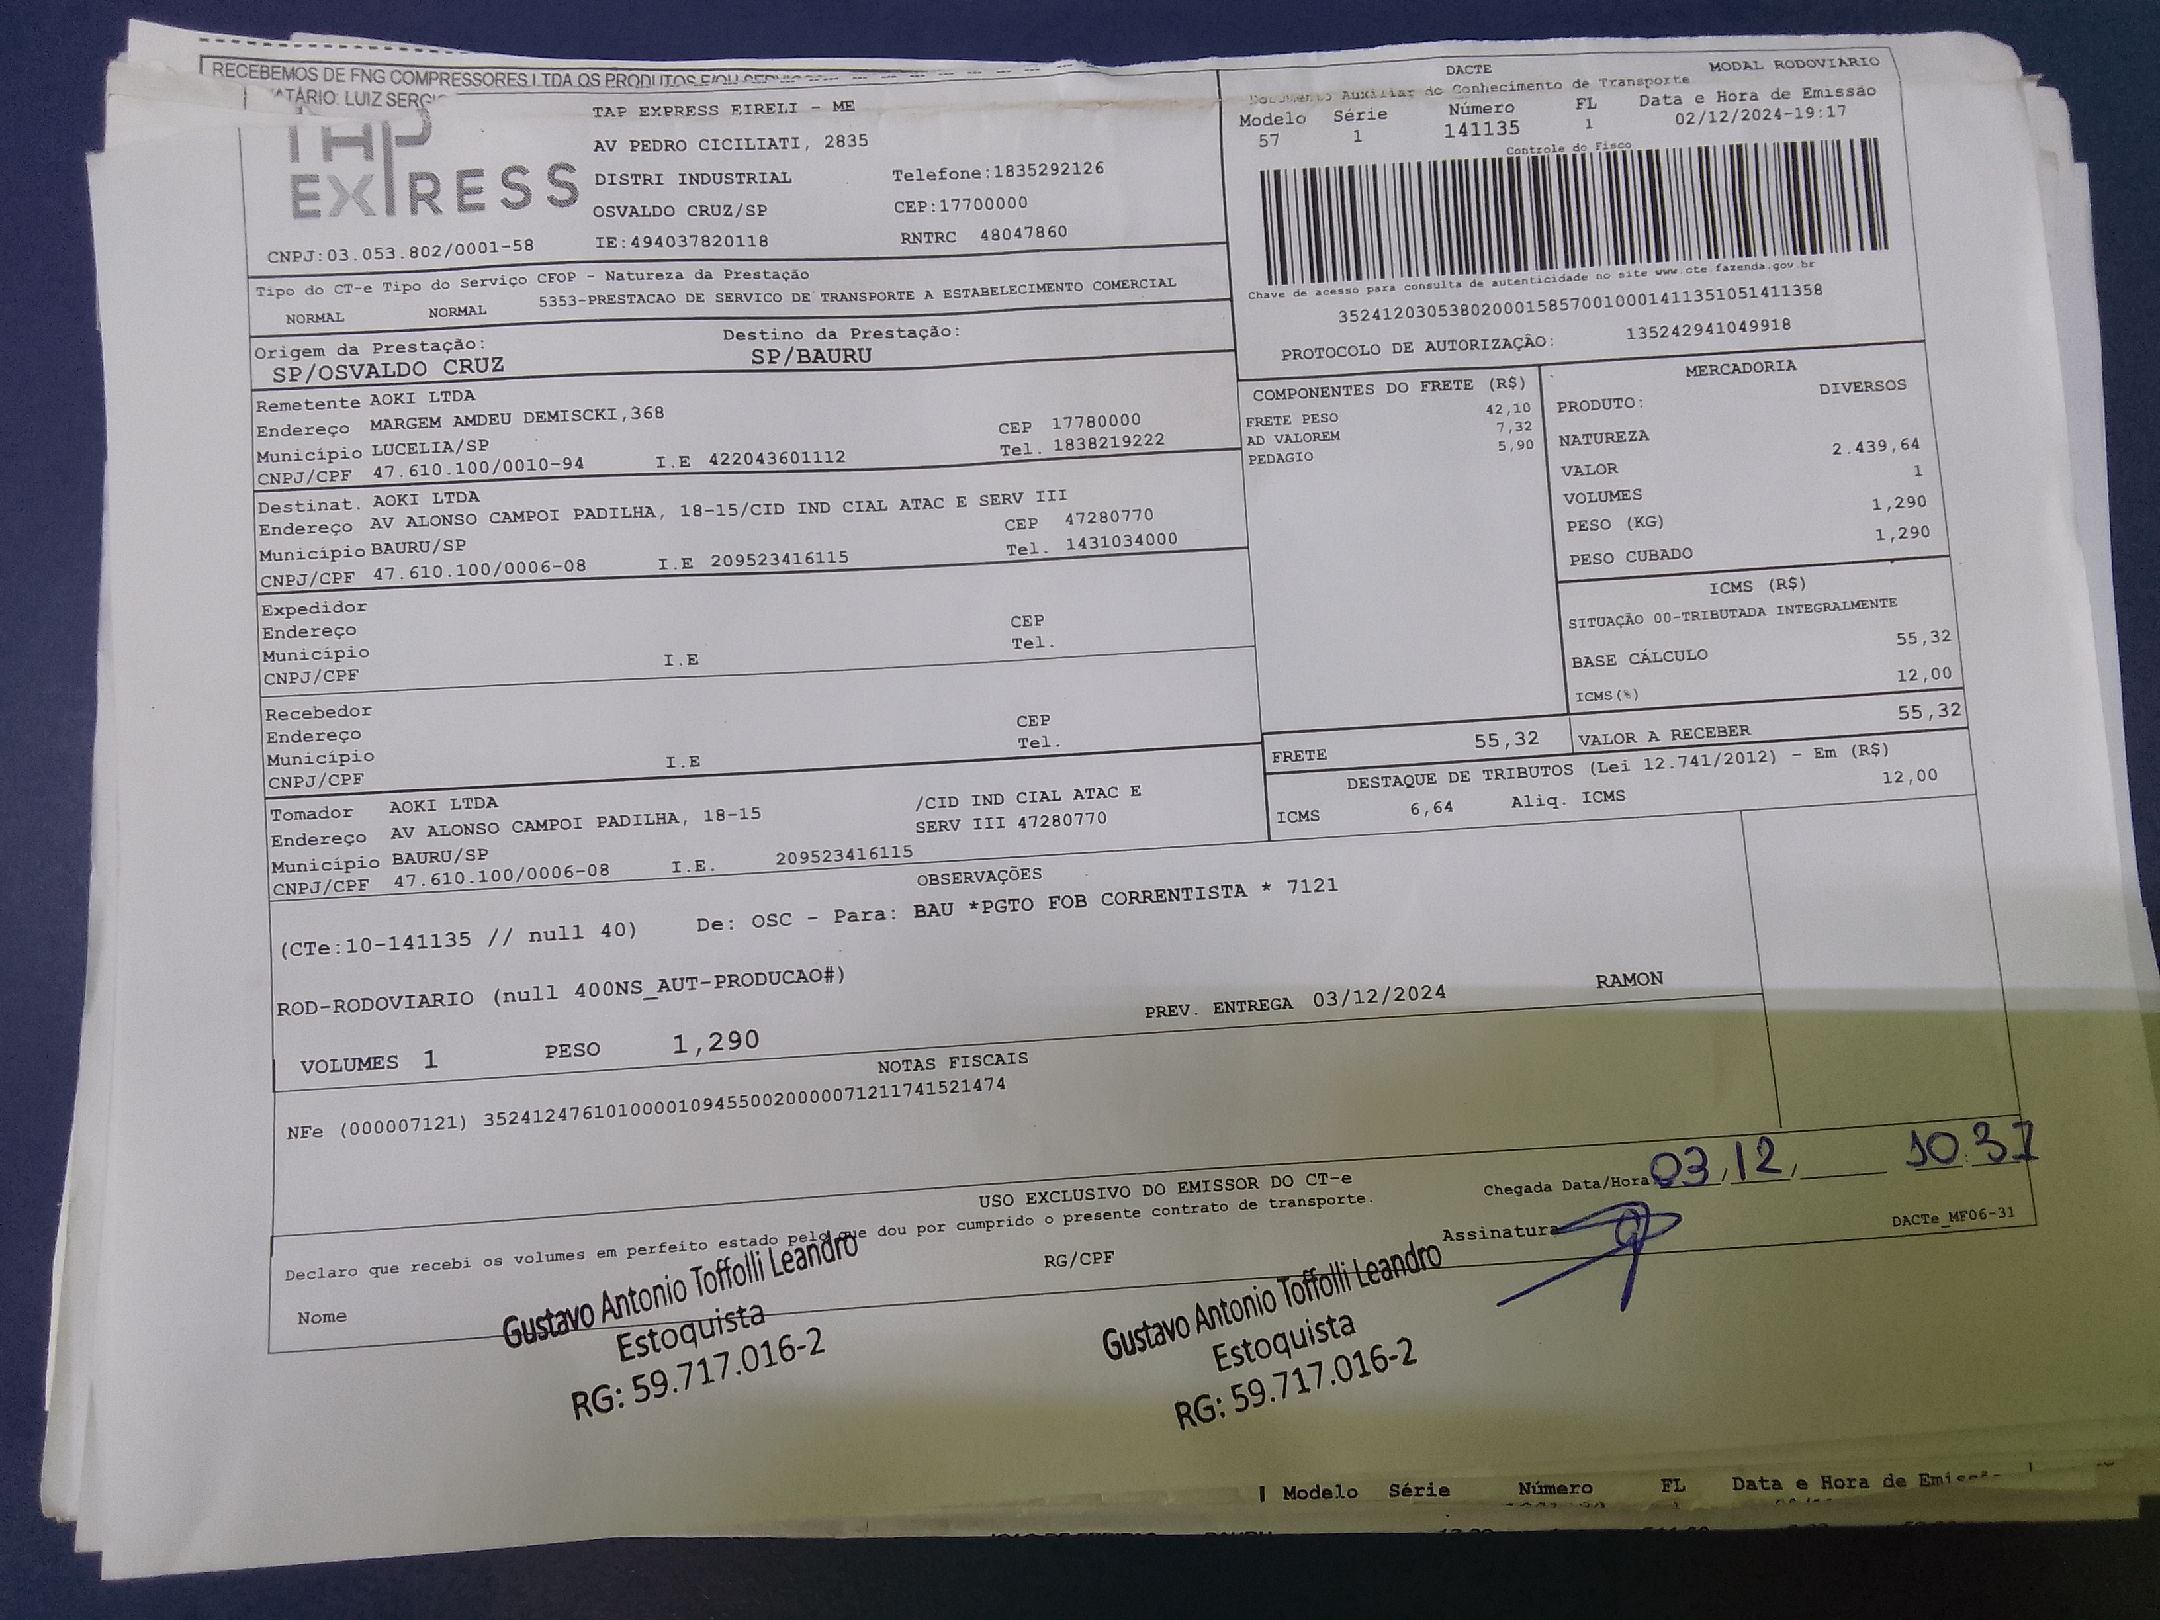 RECEBEMOS DE FNG COMPRESSORES LTDA OS PRODUTOS E/OU
ATÁRIO: LUIZ SERGI
TAP
EXPRESS
TAP EXPRESS EIRELI - ME
AV PEDRO CICILIATI, 2835
DISTRI INDUSTRIAL Telefone:1835292126
OSVALDO CRUZ/SP CEP:17700000
CNPJ:03.053.802/0001-58 IE:494037820118 RNTRC 48047860
DACTE MODAL RODOVIÁRIO
Documento Auxiliar do Conhecimento de Transporte
Modelo Série Número FL Data e Hora de Emissão
57 1 141135 1 02/12/2024-19:17
Controle do Fisco
Chave de acesso para consulta de autenticidade no site www.cte.fazenda.gov.br
35241203053802000158570010001411351051411358
PROTOCOLO DE AUTORIZAÇÃO: 135242941049918
Tipo do CT-e Tipo do Serviço CFOP - Natureza da Prestação
NORMAL NORMAL 5353-PRESTACAO DE SERVICO DE TRANSPORTE A ESTABELECIMENTO COMERCIAL
Origem da Prestação: Destino da Prestação:
SP/OSVALDO CRUZ SP/BAURU
Remetente AOKI LTDA
Endereço MARGEM AMDEU DEMISCKI,368
Município LUCELIA/SP CEP 17780000
CNPJ/CPF 47.610.100/0010-94 I.E 422043601112 Tel. 1838219222
Destinat. AOKI LTDA
Endereço AV ALONSO CAMPOI PADILHA, 18-15/CID IND CIAL ATAC E SERV III
Município BAURU/SP CEP 47280770
CNPJ/CPF 47.610.100/0006-08 I.E 209523416115 Tel. 1431034000
Expedidor
Endereço CEP
Município Tel.
CNPJ/CPF I.E
Recebedor
Endereço CEP
Município Tel.
CNPJ/CPF I.E
Tomador AOKI LTDA /CID IND CIAL ATAC E
Endereço AV ALONSO CAMPOI PADILHA, 18-15 SERV III 47280770
Município BAURU/SP
CNPJ/CPF 47.610.100/0006-08 I.E. 209523416115
COMPONENTES DO FRETE (R$)
FRETE PESO 42,10
AD VALOREM 7,32
PEDAGIO 5,90
MERCADORIA
PRODUTO: DIVERSOS
NATUREZA
VALOR 2.439,64
VOLUMES 1
PESO (KG) 1,290
PESO CUBADO 1,290
ICMS (R$)
SITUAÇÃO 00-TRIBUTADA INTEGRALMENTE
BASE CÁLCULO 55,32
ICMS(%) 12,00
FRETE 55,32 VALOR A RECEBER 55,32
DESTAQUE DE TRIBUTOS (Lei 12.741/2012) - Em (R$)
ICMS 6,64 Aliq. ICMS 12,00
OBSERVAÇÕES
(CTe:10-141135 // null 40) De: OSC - Para: BAU *PGTO FOB CORRENTISTA * 7121
ROD-RODOVIARIO (null 400NS_AUT-PRODUCAO#)
PREV. ENTREGA 03/12/2024 RAMON
VOLUMES 1 PESO 1,290
NOTAS FISCAIS
NFe (000007121) 35241247610100001094550020000071211741521474
USO EXCLUSIVO DO EMISSOR DO CT-e
Chegada Data/Hora 03/12/ 10:37
Declaro que recebi os volumes em perfeito estado pelo que dou por cumprido o presente contrato de transporte.
Nome RG/CPF Assinatura DACTe_MF06-31
Gustavo Antonio Toffolli Leandro
Estoquista
RG: 59.717.016-2
Gustavo Antonio Toffolli Leandro
Estoquista
RG: 59.717.016-2
Modelo Série Número FL Data e Hora de Emissão